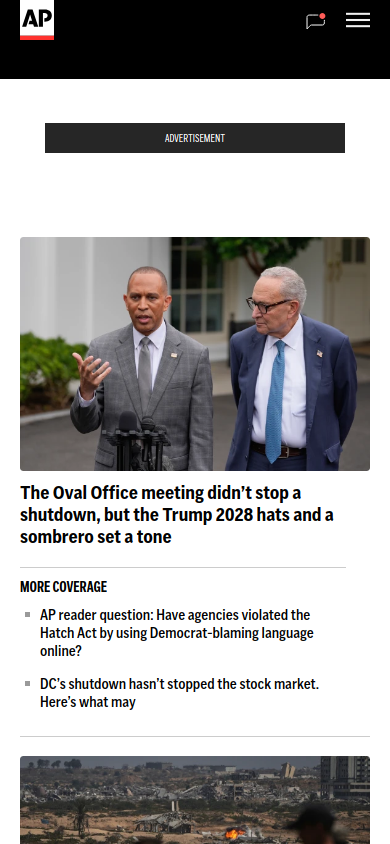 AP
ADVERTISEMENT
The Oval Office meeting didn’t stop a
shutdown, but the Trump 2028 hats and a
sombrero set a tone
MORE COVERAGE
AP reader question: Have agencies violated the
Hatch Act by using Democrat-blaming language
online?
DC’s shutdown hasn’t stopped the stock market.
Here’s what may